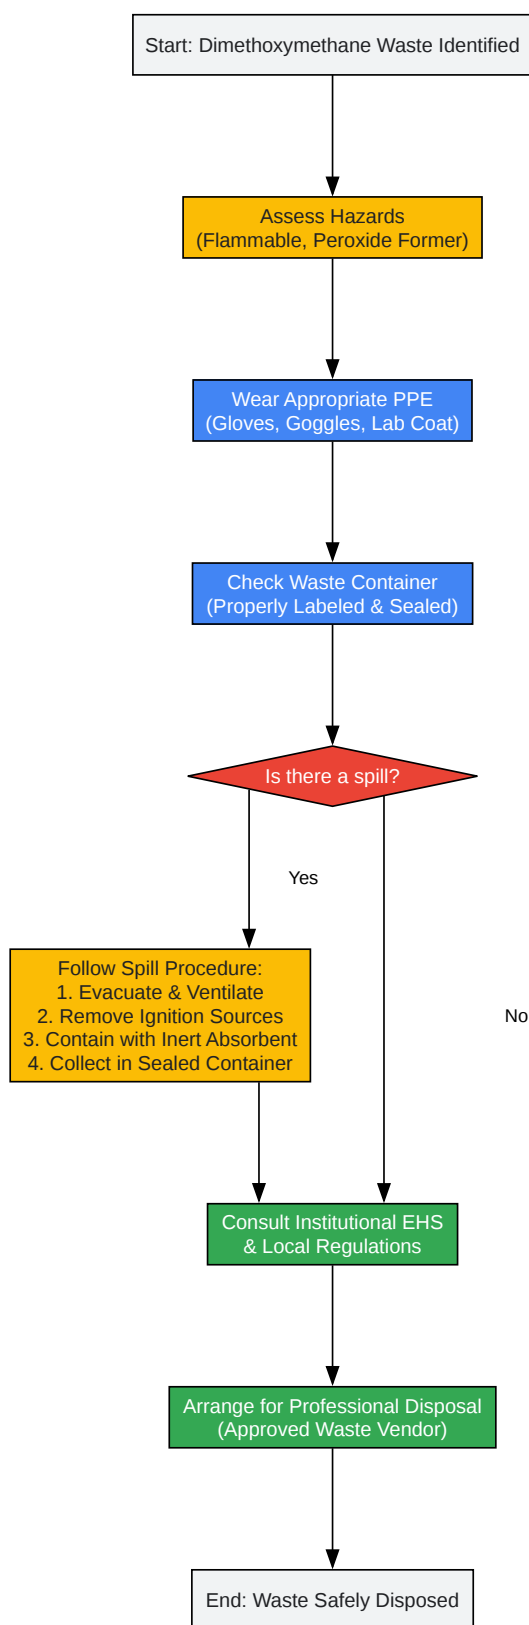 Start: Dimethoxymethane Waste Identified
Assess Hazards
(Flammable, Peroxide Former)
Wear Appropriate PPE
(Gloves, Goggles, Lab Coat)
Check Waste Container
(Properly Labeled & Sealed)
Is there a spill?
Yes
Follow Spill Procedure:
1. Evacuate & Ventilate
2. Remove Ignition Sources
3. Contain with Inert Absorbent
4. Collect in Sealed Container
No
Consult Institutional EHS
& Local Regulations
Arrange for Professional Disposal
(Approved Waste Vendor)
End: Waste Safely Disposed